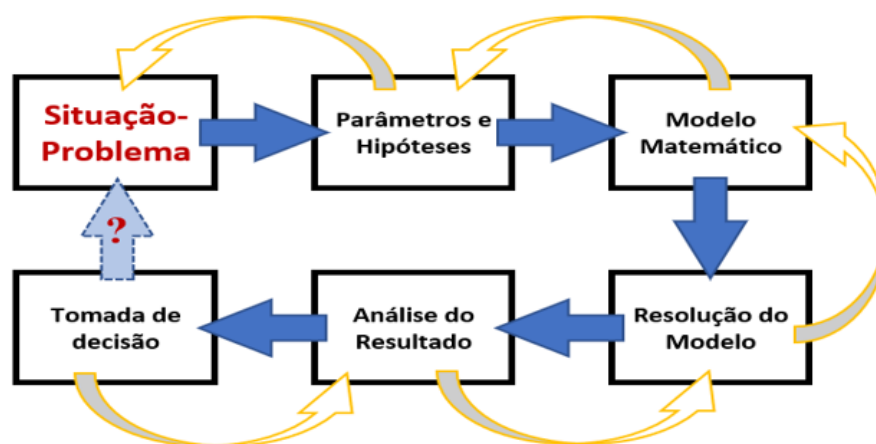 Situação-
Problema
Parâmetros e
Hipóteses
Modelo
Matemático
?
Tomada de
decisão
Análise do
Resultado
Resolução do
Modelo